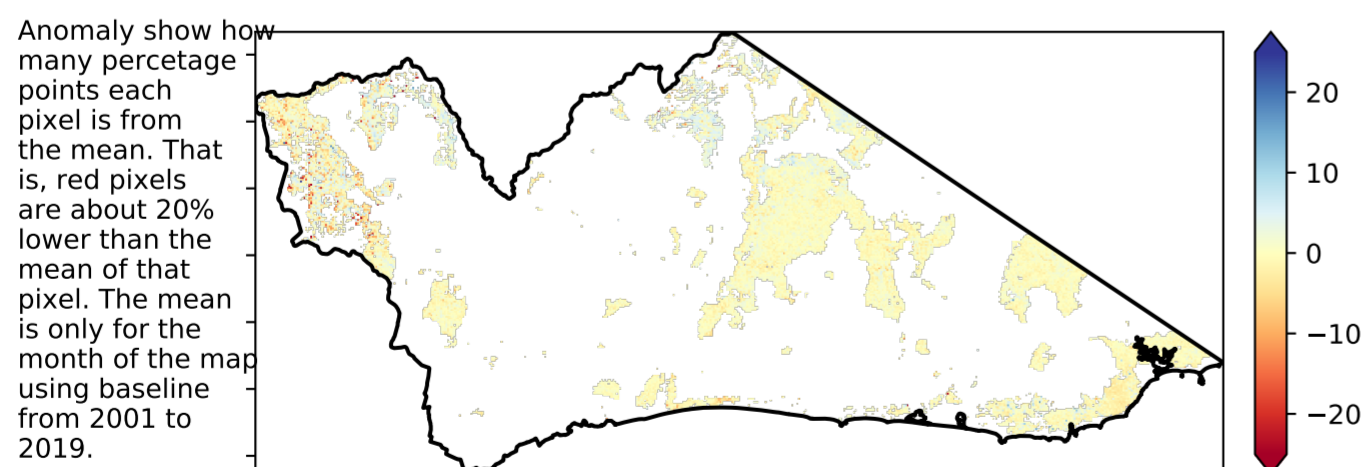 Anomaly show how
many percetage
points each
pixel is from
the mean. That
is, red pixels
are about 20%
lower than the
mean of that
pixel. The mean
is only for the
month of the map
using baseline
from 2001 to
2019.
20
10
0
−10
−20